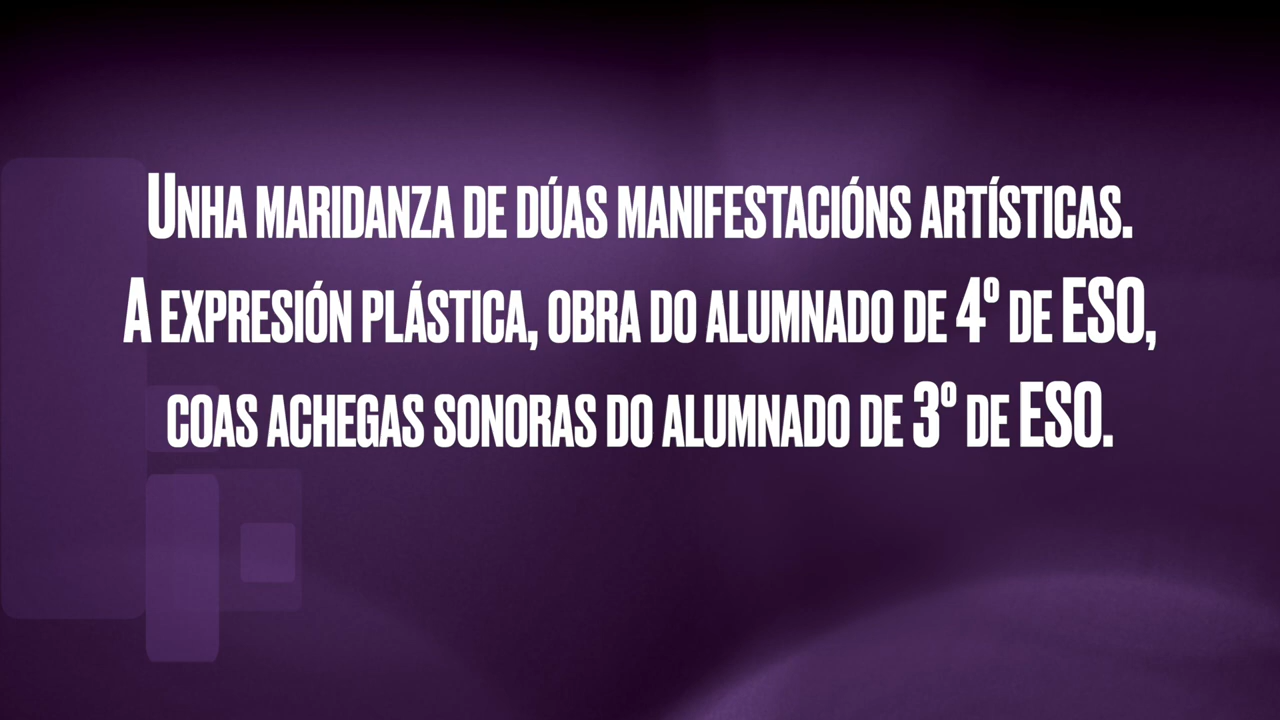 Unha maridanza de dúas manifestacións artísticas.
A expresión plástica, obra do alumnado de 4º de ESO,
coas achegas sonoras do alumnado de 3º de ESO.